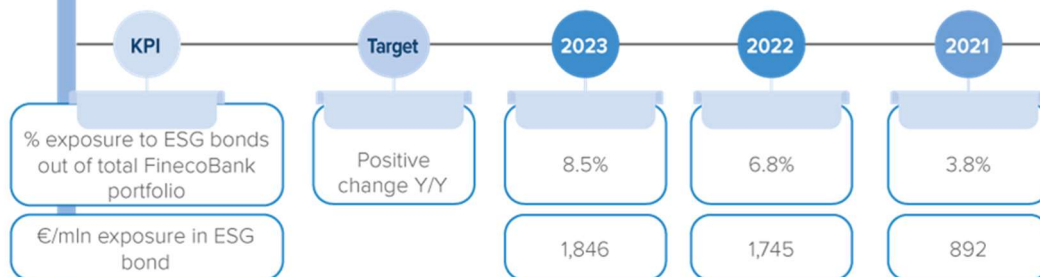 KPI
Target
2023
2022
2021
% exposure to ESG bonds
out of total FinecoBank
portfolio
Positive
change Y/Y
8.5%
6.8%
3.8%
€/mln exposure in ESG
bond
1,846
1,745
892